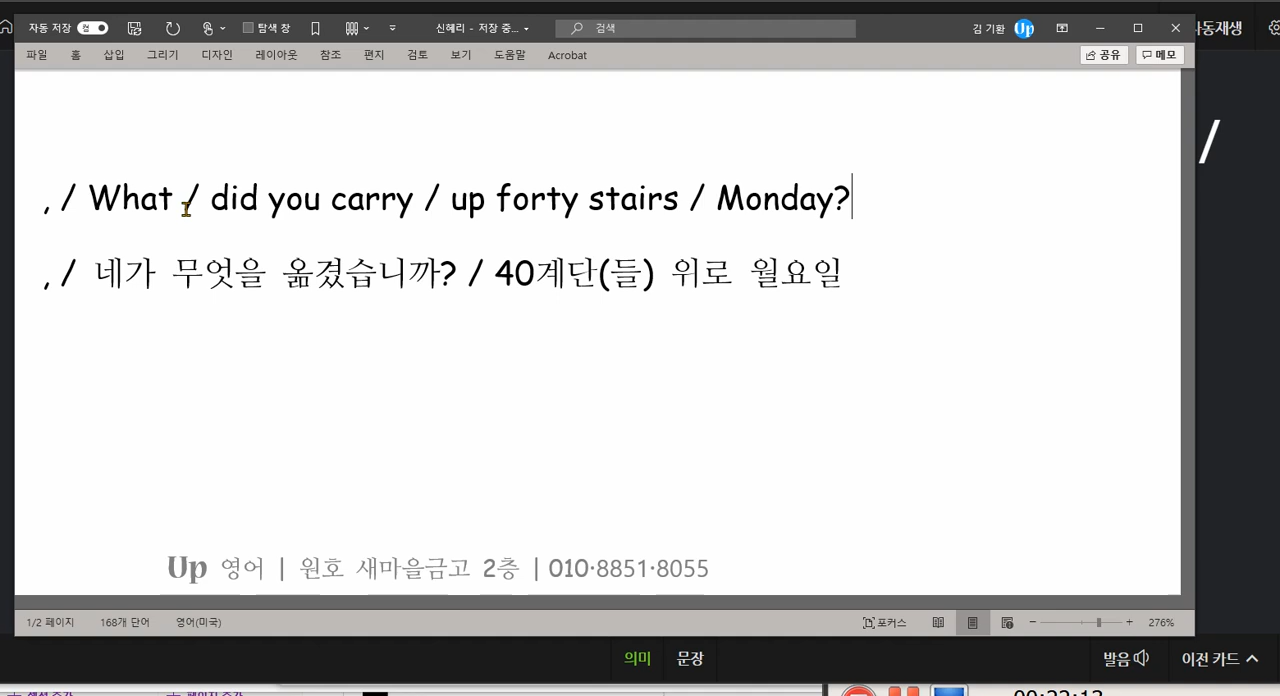 자동 저장 컴 탐색 창 신혜리 - 저장 중... 검색 김 기환 Up
파일 홈 삽입 그리기 디자인 레이아웃 참조 편지 검토 보기 도움말 Acrobat 공유 메모
자동재생
/
, / What / did you carry / up forty stairs / Monday?
, / 네가 무엇을 옮겼습니까? / 40계단(들) 위로 월요일
Up 영어 | 원호 새마을금고 2층 | 010·8851·8055
1/2 페이지 168개 단어 영어(미국) 포커스 276%
의미 문장 발음 이전 카드